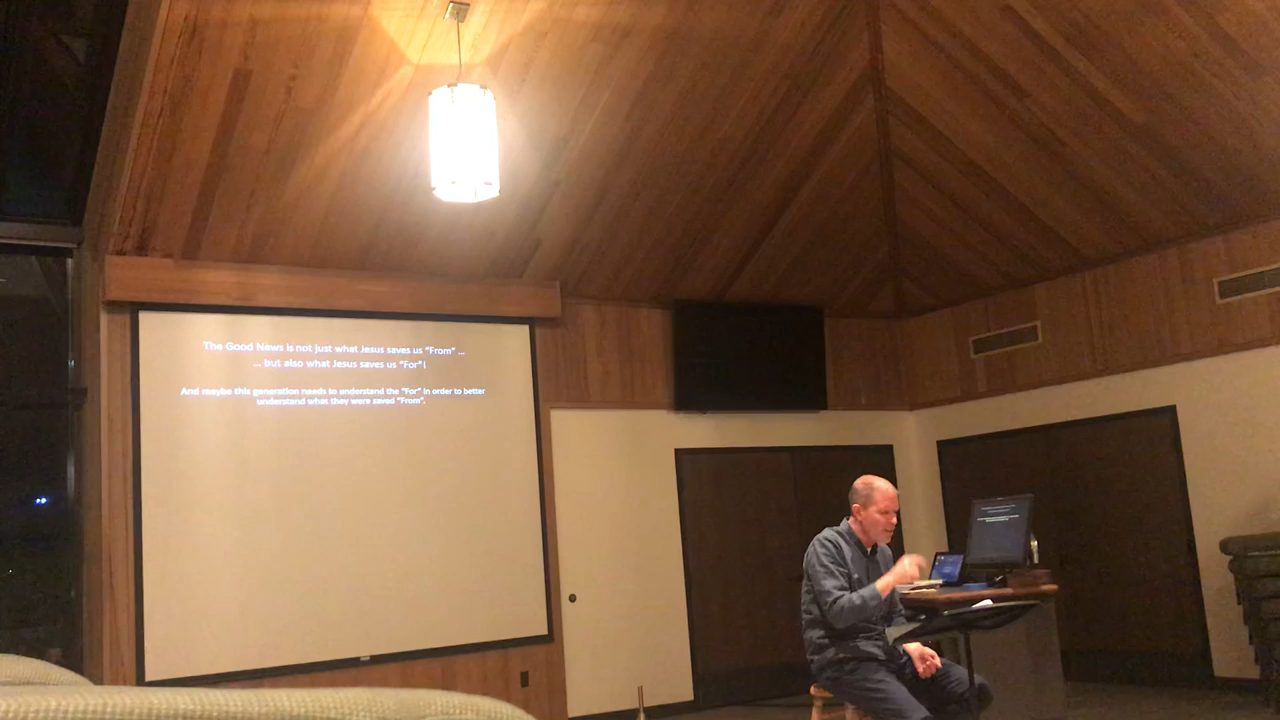 The Good News is not just what Jesus saves us "From" ...
... but also what Jesus saves us "For"!
And maybe this generation needs to understand the "For" in order to better
understand what they were saved "From".